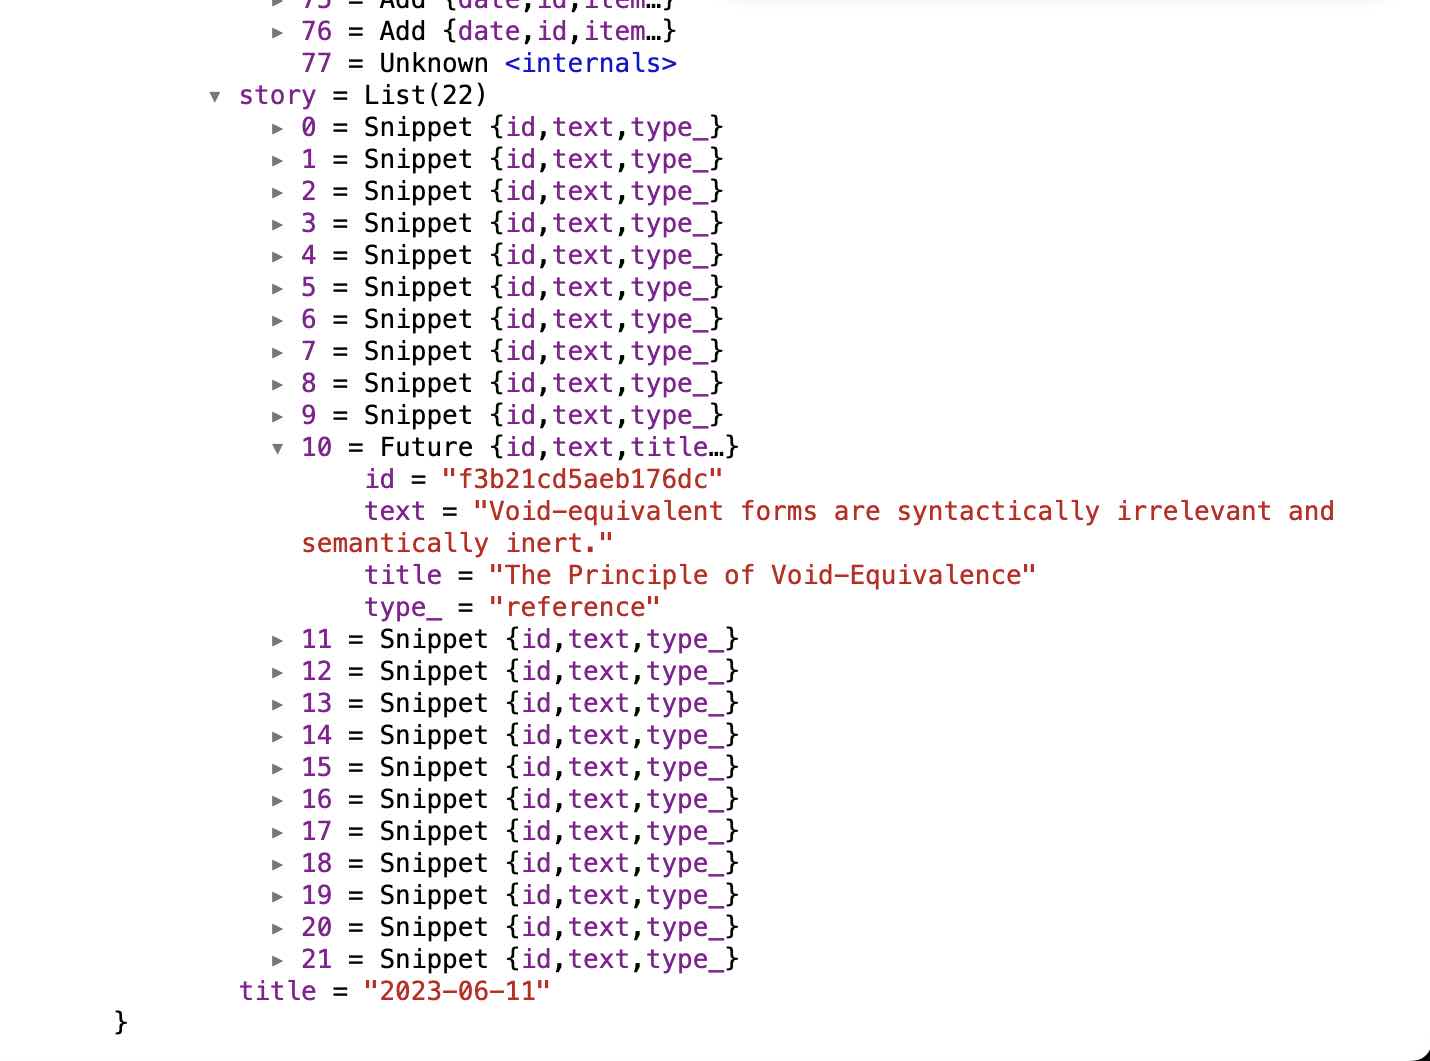 ▸ 75 = Add {date,id,item…}
▸ 76 = Add {date,id,item…}
77 = Unknown <internals>
▾ story = List(22)
▸ 0 = Snippet {id,text,type_}
▸ 1 = Snippet {id,text,type_}
▸ 2 = Snippet {id,text,type_}
▸ 3 = Snippet {id,text,type_}
▸ 4 = Snippet {id,text,type_}
▸ 5 = Snippet {id,text,type_}
▸ 6 = Snippet {id,text,type_}
▸ 7 = Snippet {id,text,type_}
▸ 8 = Snippet {id,text,type_}
▸ 9 = Snippet {id,text,type_}
▾ 10 = Future {id,text,title…}
id = "f3b21cd5aeb176dc"
text = "Void-equivalent forms are syntactically irrelevant and
semantically inert."
title = "The Principle of Void-Equivalence"
type_ = "reference"
▸ 11 = Snippet {id,text,type_}
▸ 12 = Snippet {id,text,type_}
▸ 13 = Snippet {id,text,type_}
▸ 14 = Snippet {id,text,type_}
▸ 15 = Snippet {id,text,type_}
▸ 16 = Snippet {id,text,type_}
▸ 17 = Snippet {id,text,type_}
▸ 18 = Snippet {id,text,type_}
▸ 19 = Snippet {id,text,type_}
▸ 20 = Snippet {id,text,type_}
▸ 21 = Snippet {id,text,type_}
title = "2023-06-11"
}